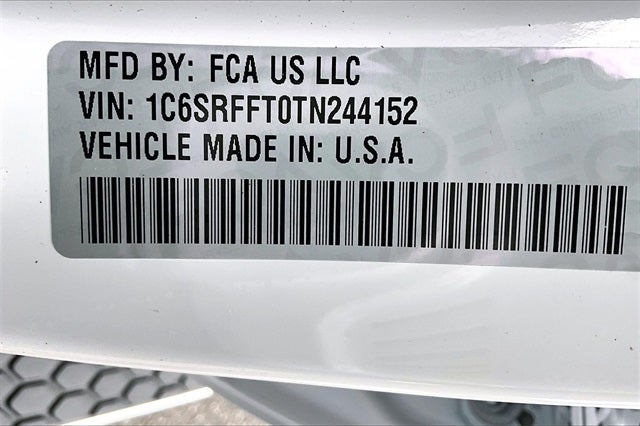 MFD BY: FCA US LLC
VIN: 1C6SRFFT0TN244152
VEHICLE MADE IN: U.S.A.